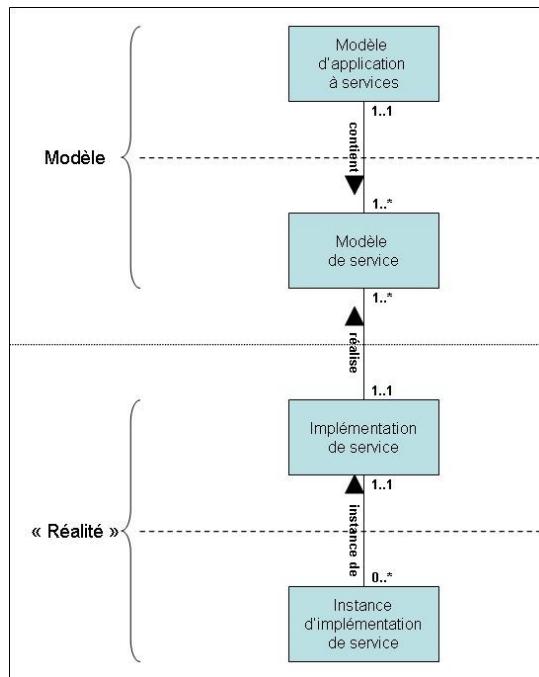 Modèle
d'application
à services
1..1
contient
Modèle
1..*
Modèle
de service
1..*
réalise
1..1
Implémentation
de service
1..1
« Réalité »
instance de
0..*
Instance
d'implémentation
de service